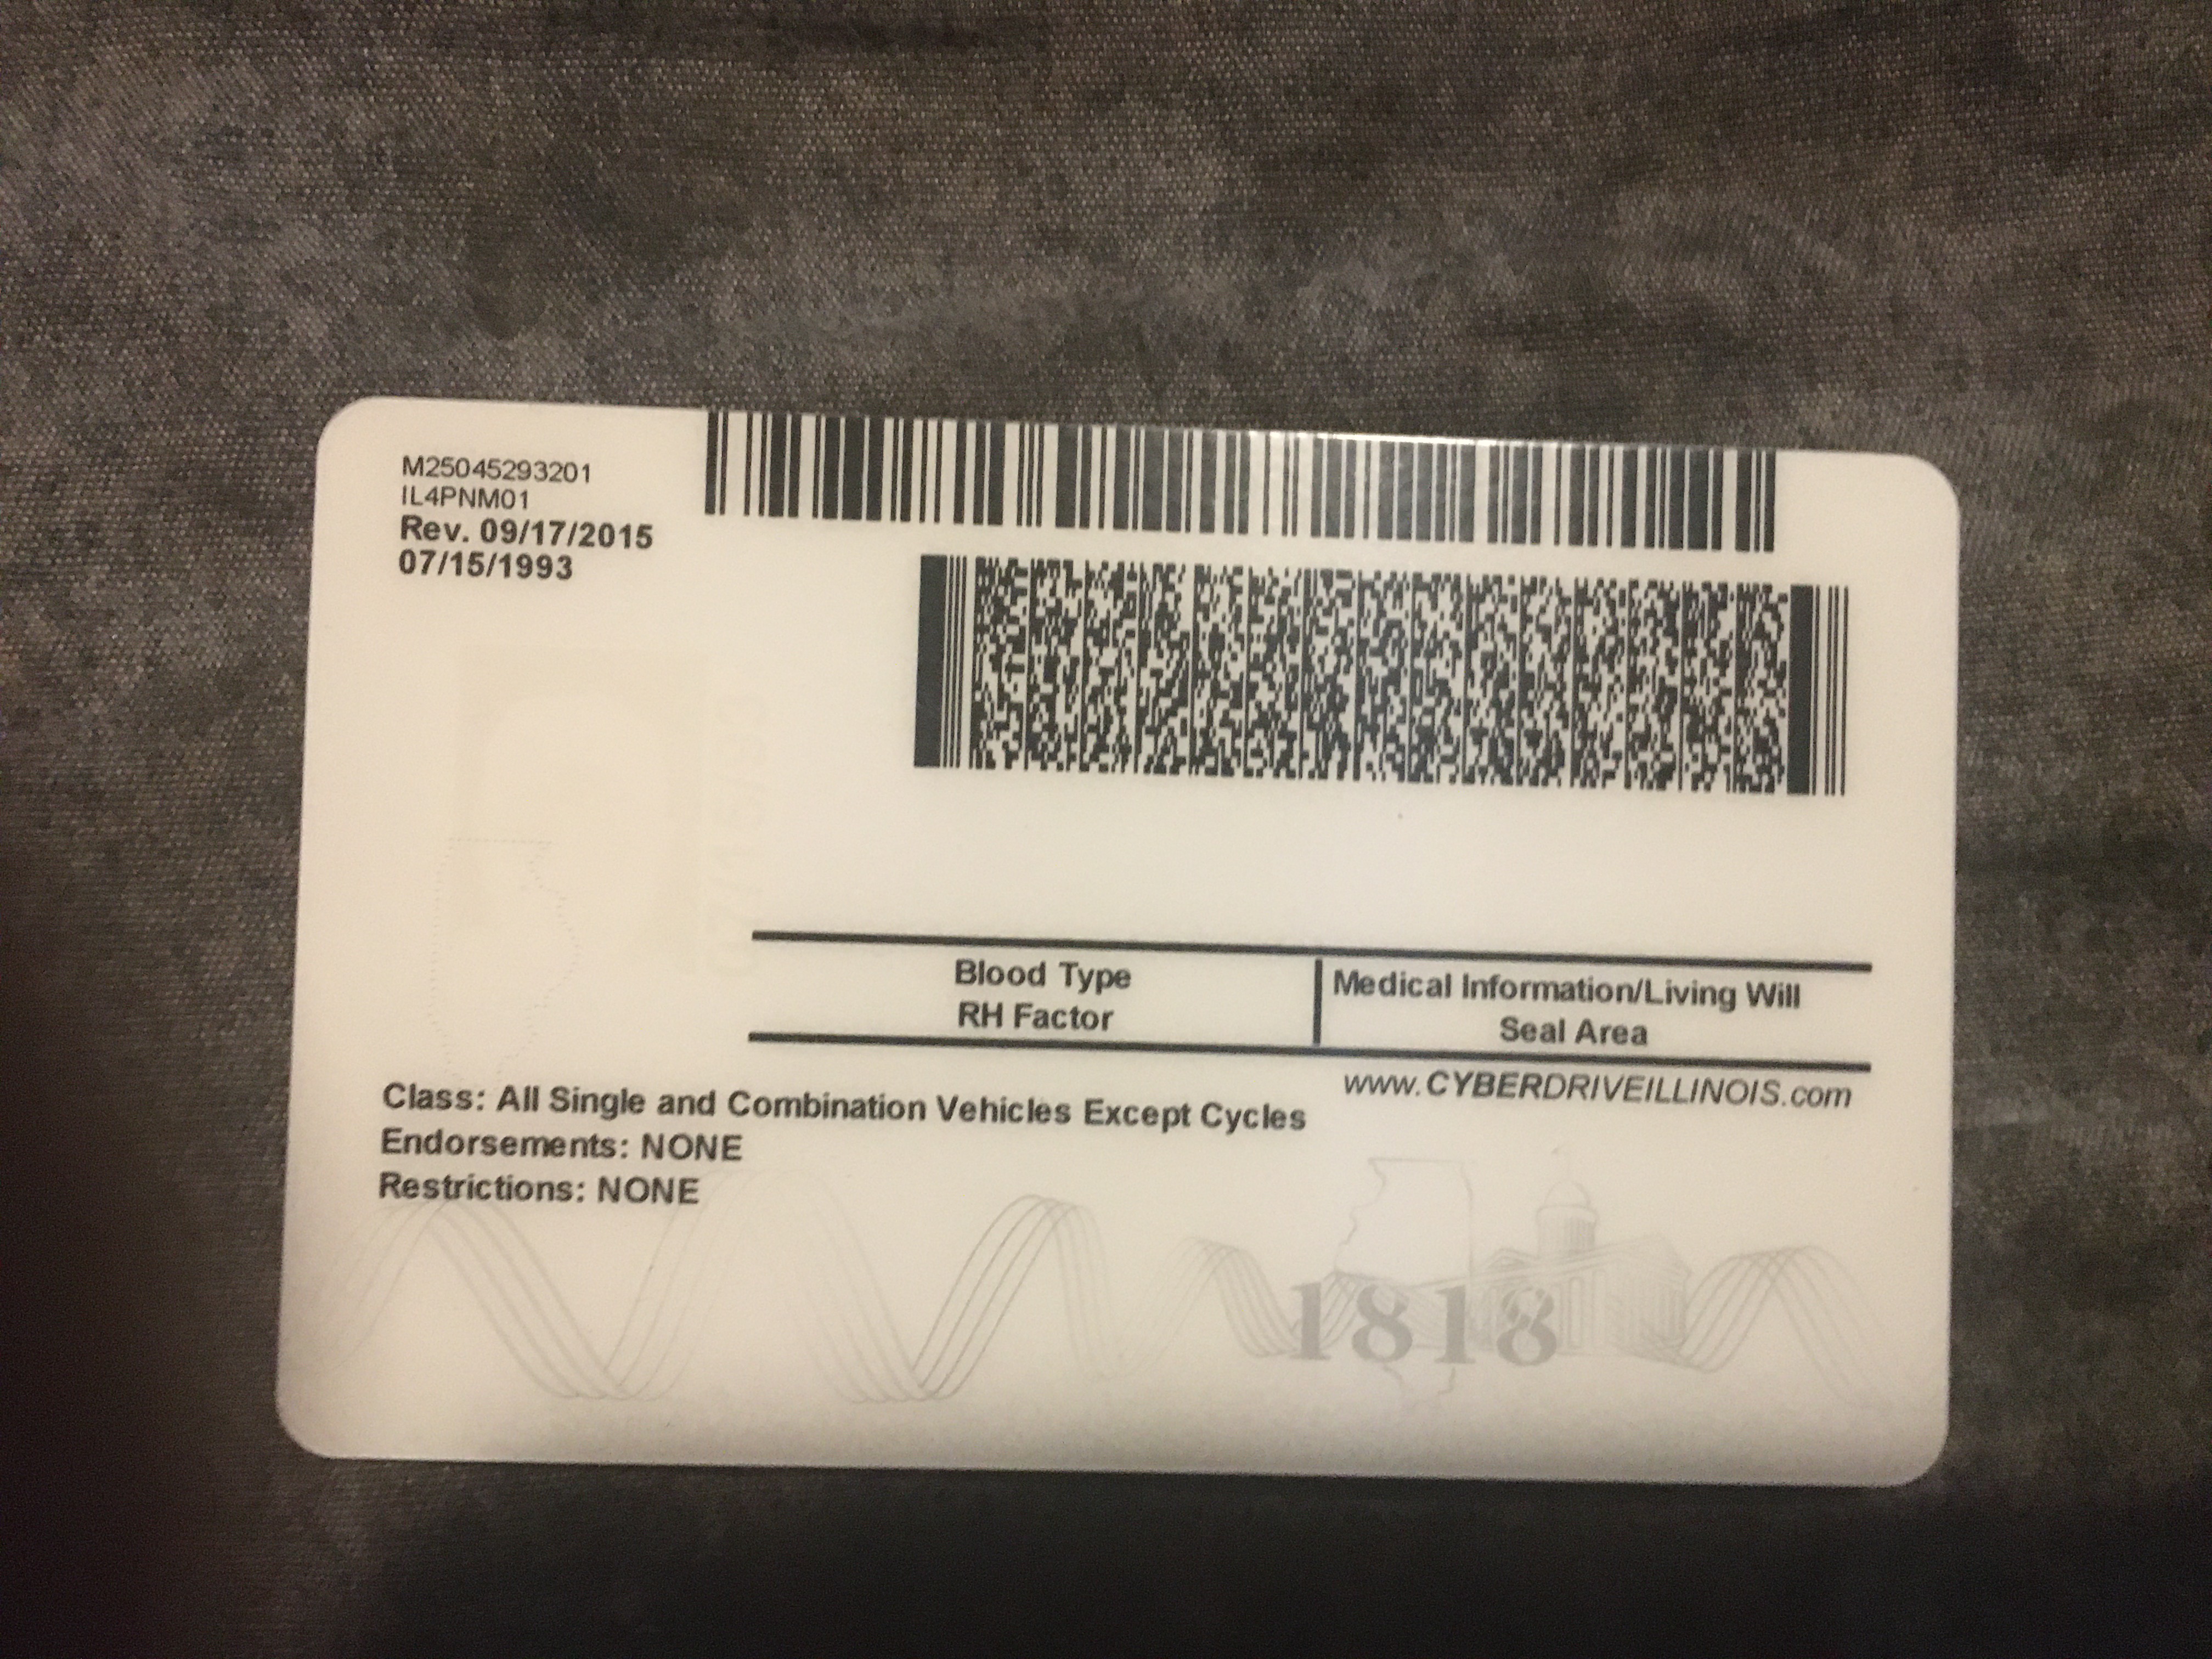 M25045293201
IL4PNM01
Rev. 09/17/2015
07/15/1993
Blood Type
RH Factor
Medical Information/Living Will
Seal Area
www.CYBERDRIVEILLINOIS.com
Class: All Single and Combination Vehicles Except Cycles
Endorsements: NONE
Restrictions: NONE
1818